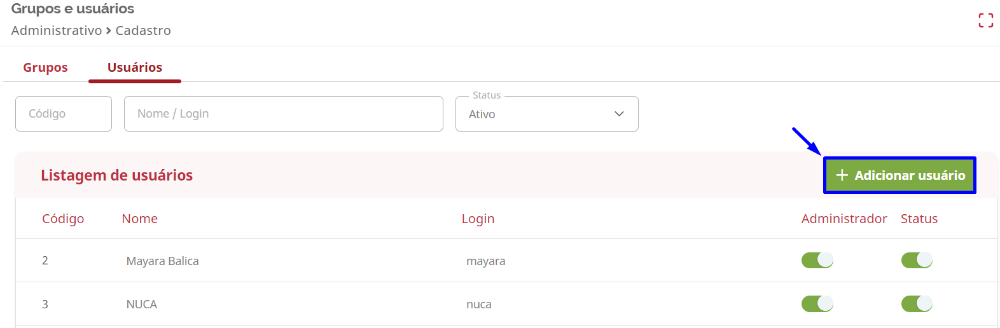 Grupos e usuários
Administrativo > Cadastro
Grupos Usuários
Código Nome / Login Status Ativo
Listagem de usuários + Adicionar usuário
Código Nome Login Administrador Status
2 Mayara Balica mayara
3 NUCA nuca